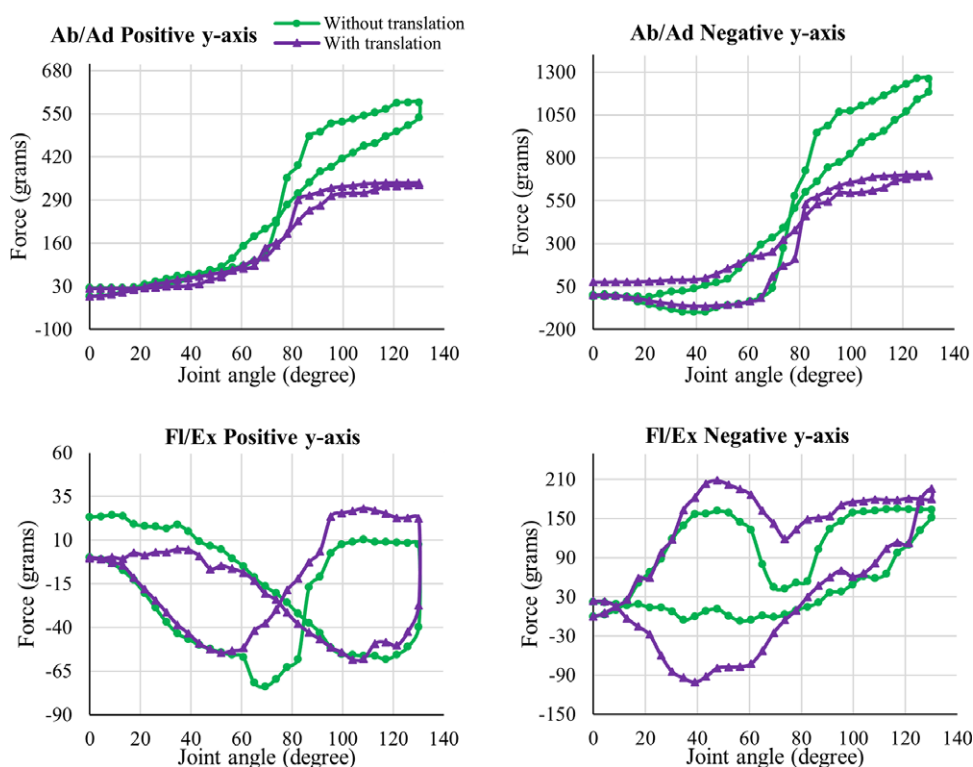 Ab/Ad Positive y-axis
Without translation
With translation
Ab/Ad Negative y-axis
Force (grams)
680
550
420
290
160
30
-100
0 20 40 60 80 100 120 140
Joint angle (degree)
Force (grams)
1300
1050
800
550
300
50
-200
0 20 40 60 80 100 120 140
Joint angle (degree)
Fl/Ex Positive y-axis
Force (grams)
60
35
10
-15
-40
-65
-90
0 20 40 60 80 100 120 140
Joint angle (degree)
Fl/Ex Negative y-axis
Force (grams)
210
150
90
30
-30
-90
-150
0 20 40 60 80 100 120 140
Joint angle (degree)